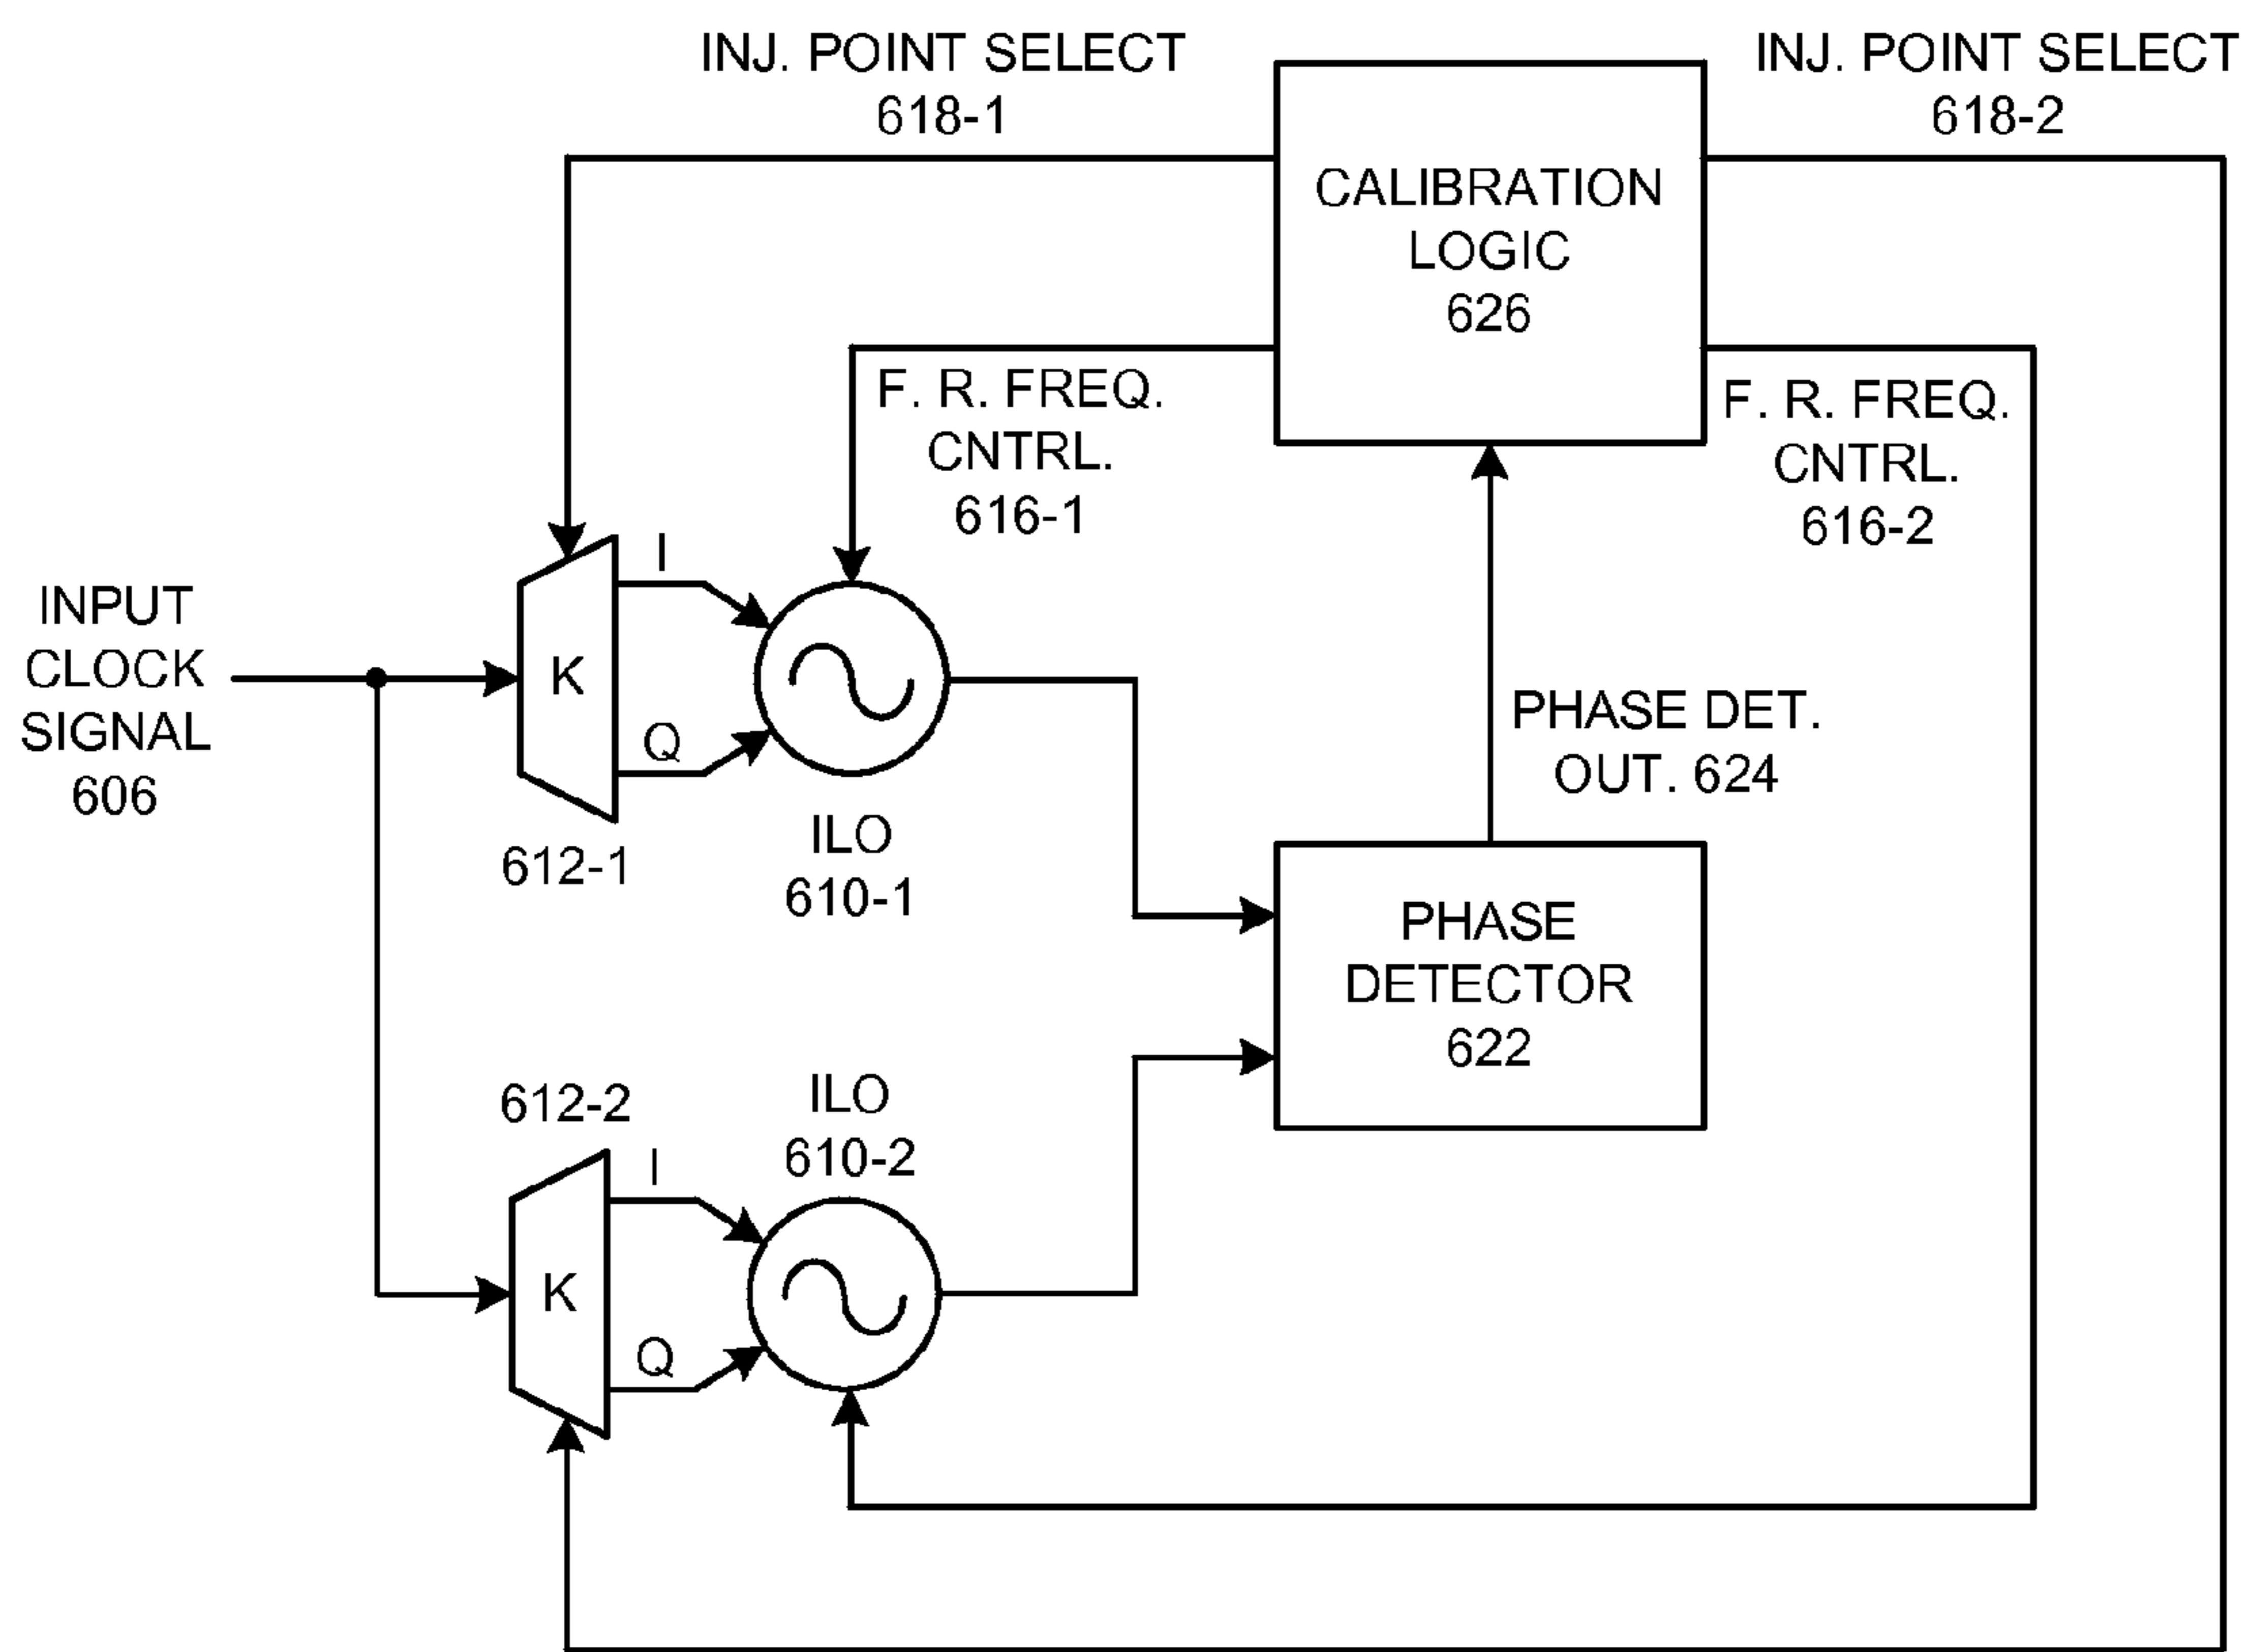 INJ. POINT SELECT
618-1
INJ. POINT SELECT
618-2
CALIBRATION
LOGIC
626
F. R. FREQ.
CNTRL.
616-1
F. R. FREQ.
CNTRL.
616-2
INPUT
CLOCK
SIGNAL
606
K
I
Q
612-1
ILO
610-1
PHASE DET.
OUT. 624
PHASE
DETECTOR
622
612-2
ILO
610-2
K
I
Q